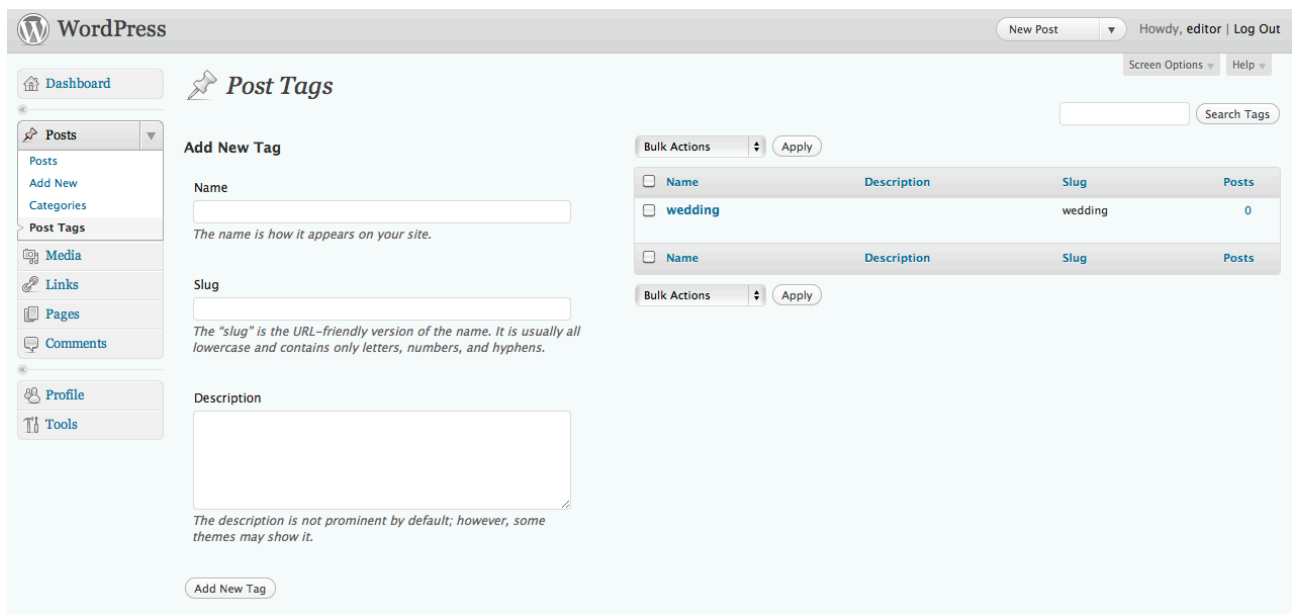 WordPress
New Post
Howdy, editor | Log Out
Screen Options
Help
Dashboard
Posts
Posts
Add New
Categories
Post Tags
Media
Links
Pages
Comments
Profile
Tools
Post Tags
Search Tags
Add New Tag
Name
The name is how it appears on your site.
Slug
The "slug" is the URL-friendly version of the name. It is usually all
lowercase and contains only letters, numbers, and hyphens.
Description
The description is not prominent by default; however, some
themes may show it.
Add New Tag
Bulk Actions Apply
Name Description Slug Posts
wedding wedding 0
Name Description Slug Posts
Bulk Actions Apply